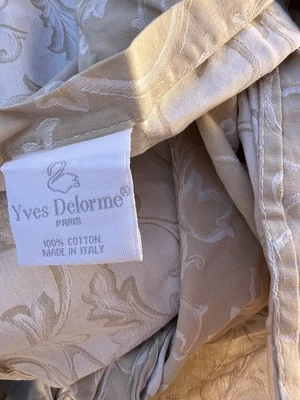 Yves Delorme®
PARIS
100% COTTON
MADE IN ITALY